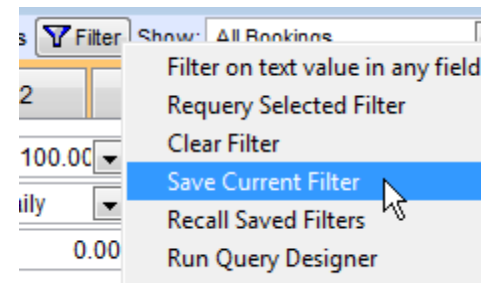 s Filter Show: All Bookings
Filter on text value in any field
2
Requery Selected Filter
100.00
Clear Filter
Save Current Filter
ily
Recall Saved Filters
0.00
Run Query Designer